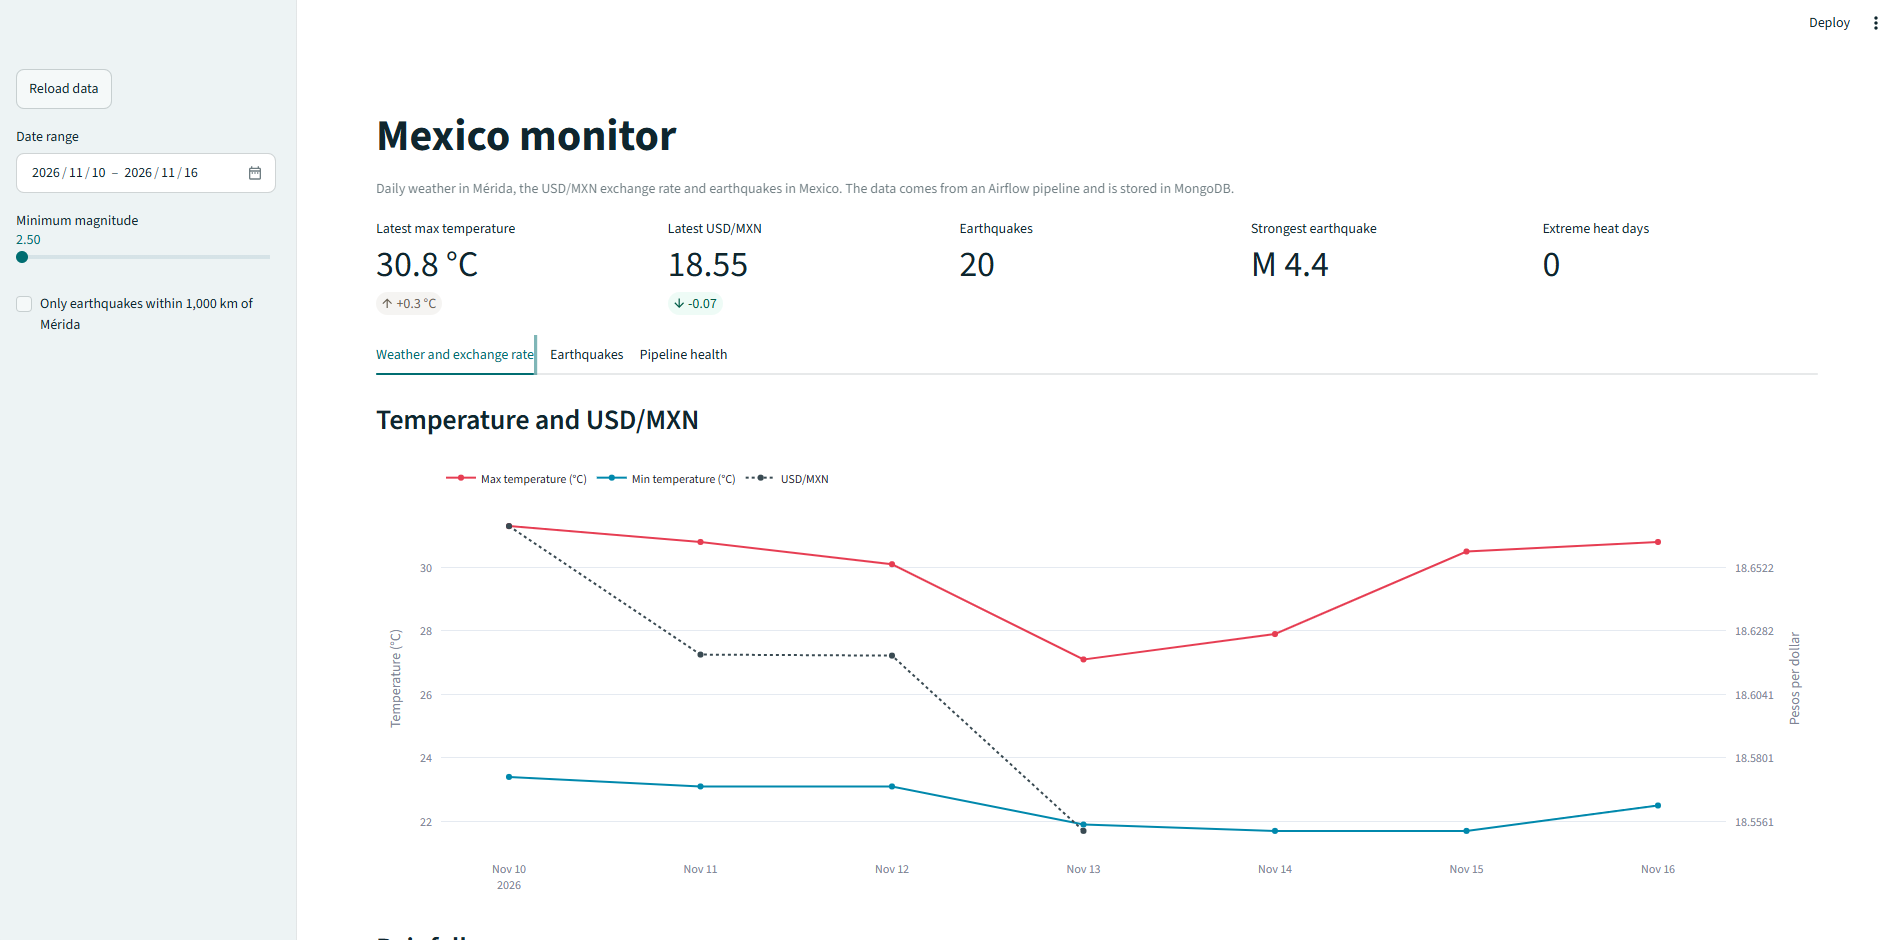 Deploy
Reload data
Date range
2026/11/10 – 2026/11/16
Minimum magnitude
2.50
Only earthquakes within 1,000 km of
Mérida
Mexico monitor
Daily weather in Mérida, the USD/MXN exchange rate and earthquakes in Mexico. The data comes from an Airflow pipeline and is stored in MongoDB.
Latest max temperature
30.8 °C
+0.3 °C
Latest USD/MXN
18.55
-0.07
Earthquakes
20
Strongest earthquake
M 4.4
Extreme heat days
0
Weather and exchange rate
Earthquakes
Pipeline health
Temperature and USD/MXN
Max temperature (°C)
Min temperature (°C)
USD/MXN
Temperature (°C)
30
28
26
24
22
18.6522
18.6282
18.6041
18.5801
18.5561
Pesos per dollar
Nov 10
2026
Nov 11
Nov 12
Nov 13
Nov 14
Nov 15
Nov 16